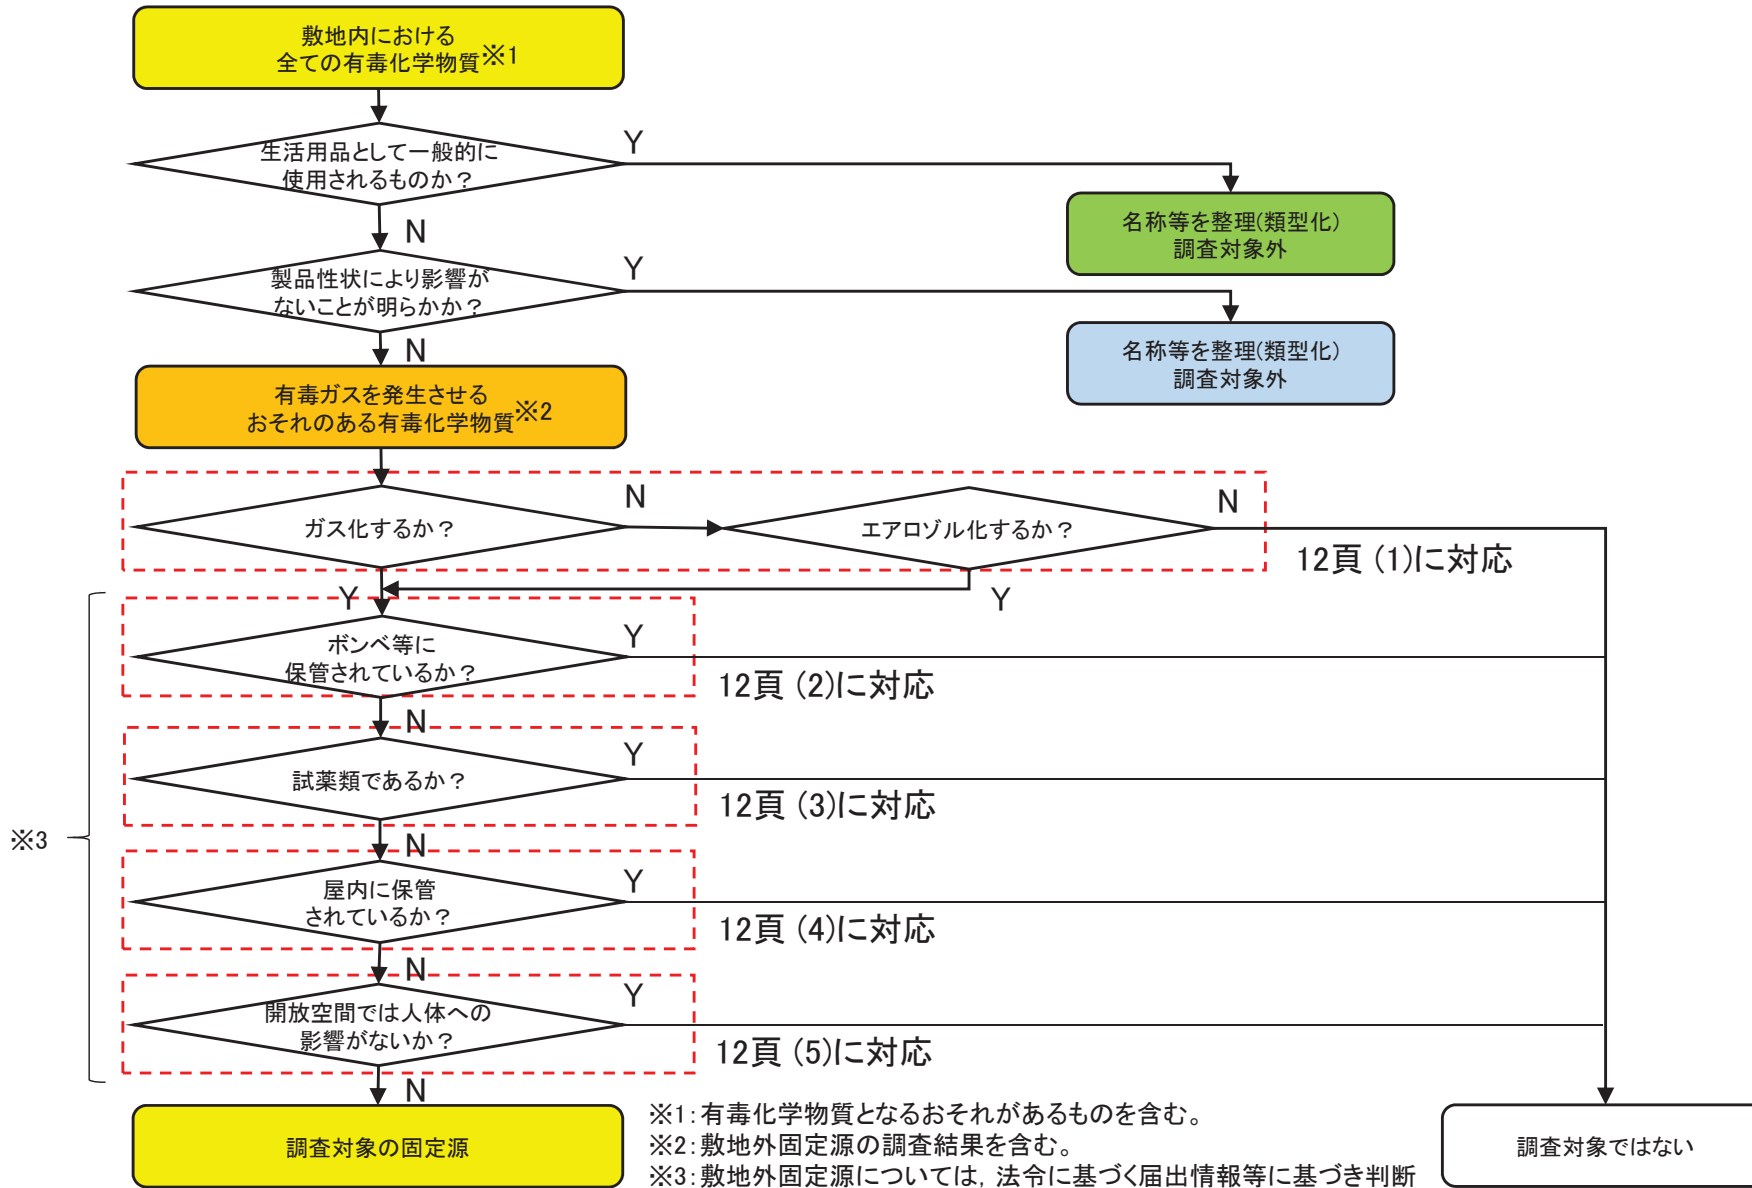 敷地内における
全ての有毒化学物質※1
生活用品として一般的に
使用されるものか？
Y
N
名称等を整理(類型化)
調査対象外
製品性状により影響が
ないことが明らかか？
Y
N
名称等を整理(類型化)
調査対象外
有毒ガスを発生させる
おそれのある有毒化学物質※2
ガス化するか？
N
エアロゾル化するか？
N
12頁 (1)に対応
Y
Y
ボンベ等に
保管されているか？
Y
12頁 (2)に対応
N
試薬類であるか？
Y
12頁 (3)に対応
※3
N
屋内に保管
されているか？
Y
12頁 (4)に対応
N
開放空間では人体への
影響がないか？
Y
12頁 (5)に対応
N
調査対象の固定源
※1:有毒化学物質となるおそれがあるものを含む。
※2:敷地外固定源の調査結果を含む。
※3:敷地外固定源については, 法令に基づく届出情報等に基づき判断
調査対象ではない